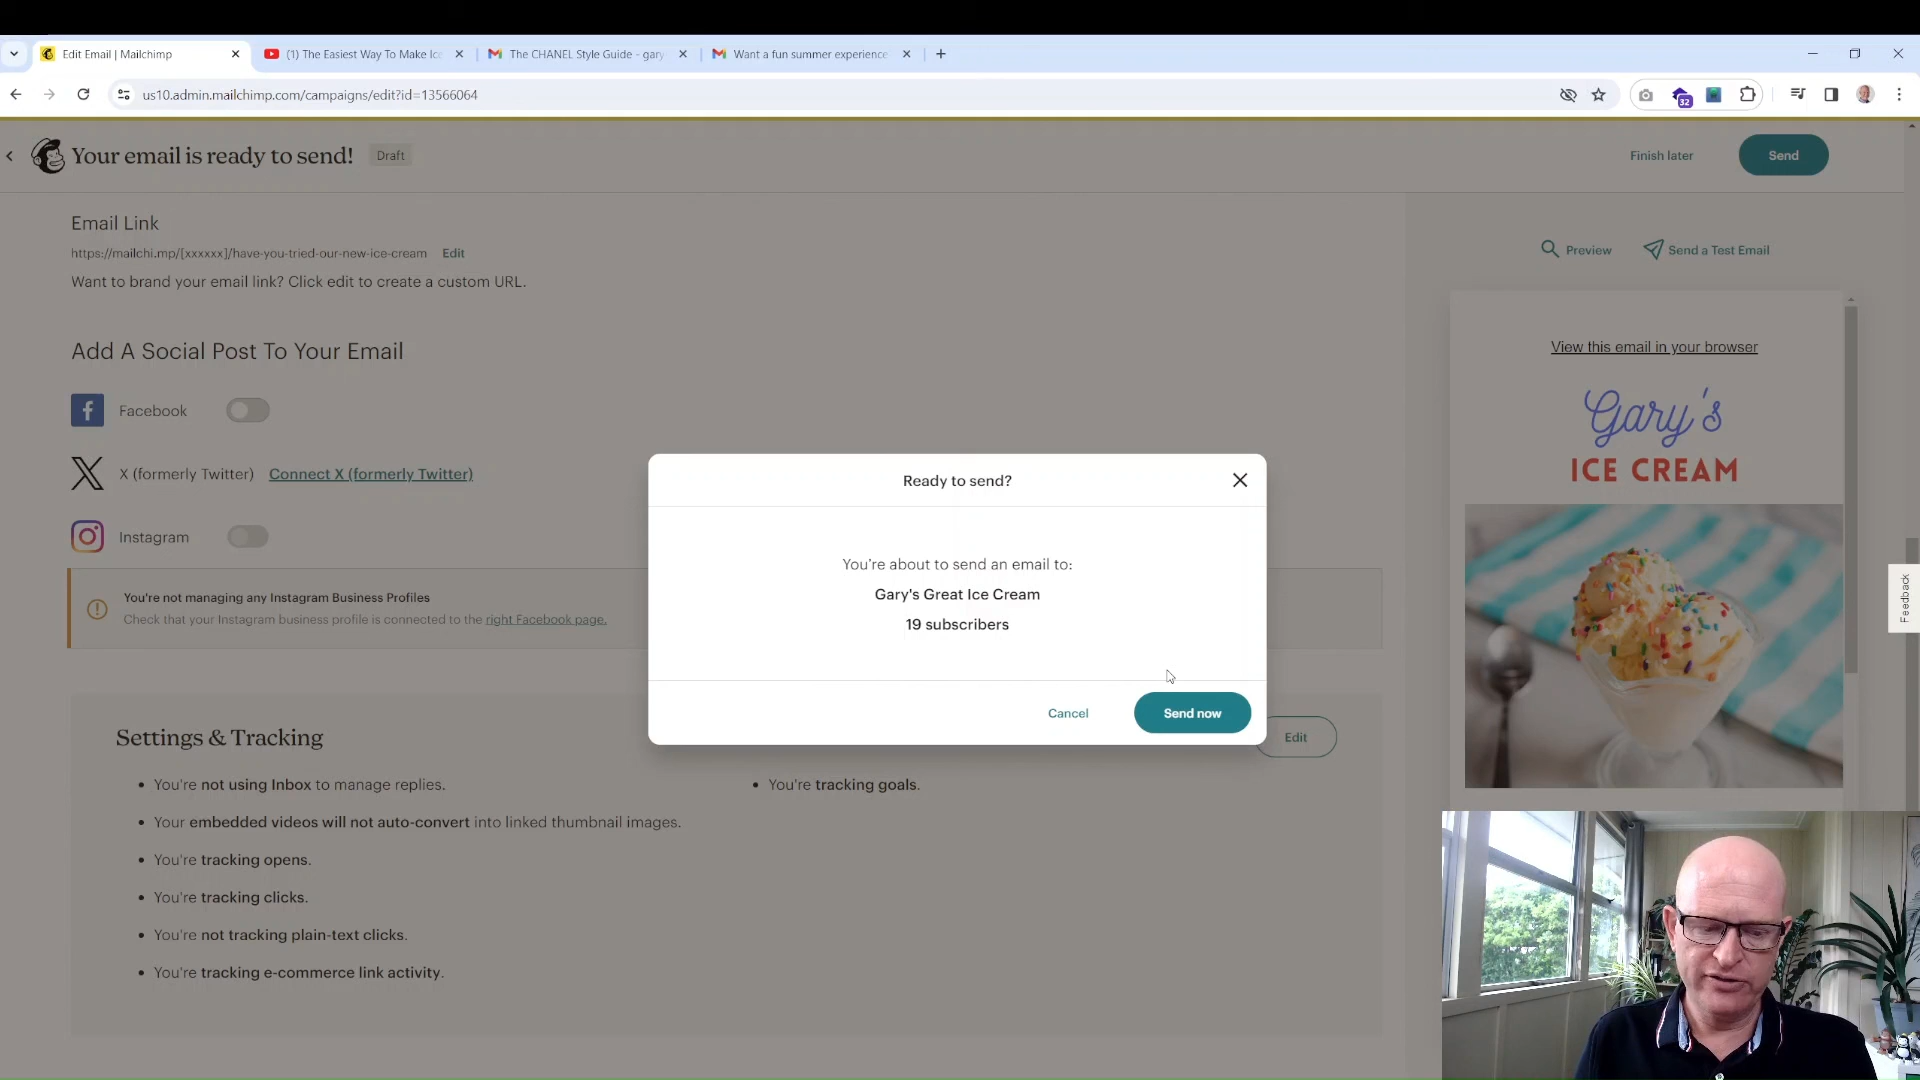 Edit Email | Mailchimp
(1) The Easiest Way To Make Ice
The CHANEL Style Guide - gary
Want a fun summer experience
us10.admin.mailchimp.com/campaigns/edit?id=13566064
32
Your email is ready to send!
Draft
Finish later
Send
Email Link
https://mailchi.mp/[xxxxxx]/have-you-tried-our-new-ice-cream
Edit
Want to brand your email link? Click edit to create a custom URL.
Preview
Send a Test Email
Add A Social Post To Your Email
Facebook
X (formerly Twitter)
Connect X (formerly Twitter)
Instagram
You're not managing any Instagram Business Profiles
Check that your Instagram business profile is connected to the right Facebook page.
View this email in your browser
Gary's
ICE CREAM
Ready to send?
You're about to send an email to:
Gary's Great Ice Cream
19 subscribers
Cancel
Send now
Feedback
Settings & Tracking
Edit
You're not using Inbox to manage replies.
You're tracking goals.
Your embedded videos will not auto-convert into linked thumbnail images.
You're tracking opens.
You're tracking clicks.
You're not tracking plain-text clicks.
You're tracking e-commerce link activity.